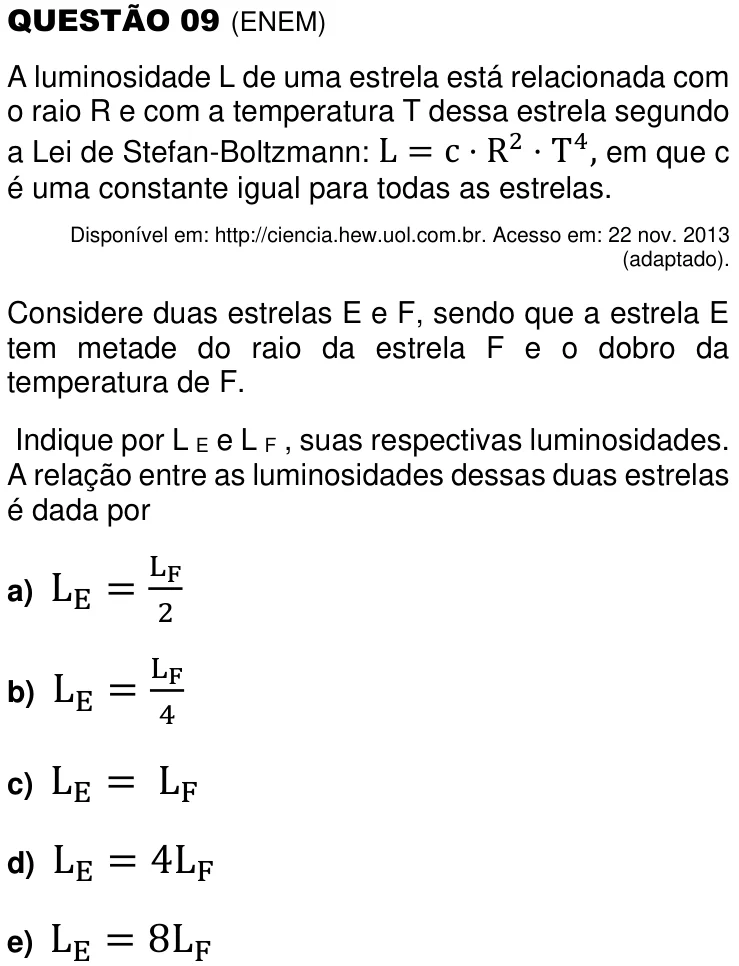 QUESTÃO 09 (ENEM)
A luminosidade L de uma estrela está relacionada com
o raio R e com a temperatura T dessa estrela segundo
a Lei de Stefan-Boltzmann: L = c · R² · T⁴, em que c
é uma constante igual para todas as estrelas.
Disponível em: http://ciencia.hew.uol.com.br. Acesso em: 22 nov. 2013
(adaptado).
Considere duas estrelas E e F, sendo que a estrela E
tem metade do raio da estrela F e o dobro da
temperatura de F.
Indique por L E e L F , suas respectivas luminosidades.
A relação entre as luminosidades dessas duas estrelas
é dada por
a) L_E = L_F/2
b) L_E = L_F/4
c) L_E = L_F
d) L_E = 4L_F
e) L_E = 8L_F